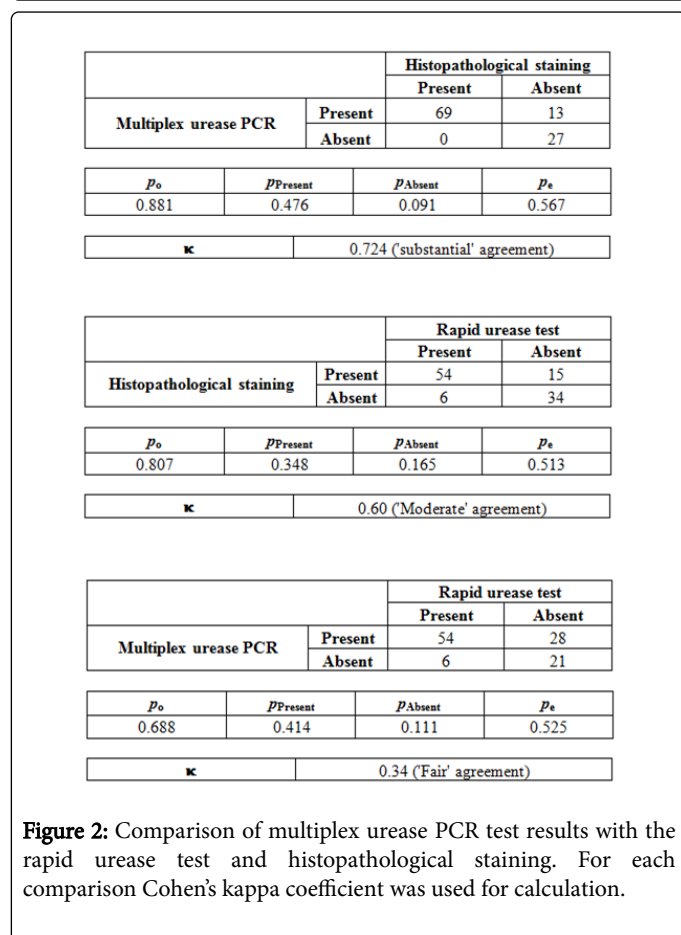 Histopathological staining
Present Absent
Multiplex urease PCR Present 69 13
Absent 0 27
po pPresent pAbsent pe
0.881 0.476 0.091 0.567
κ 0.724 ('substantial' agreement)
Rapid urease test
Present Absent
Histopathological staining Present 54 15
Absent 6 34
po pPresent pAbsent pe
0.807 0.348 0.165 0.513
κ 0.60 ('Moderate' agreement)
Rapid urease test
Present Absent
Multiplex urease PCR Present 54 28
Absent 6 21
po pPresent pAbsent pe
0.688 0.414 0.111 0.525
κ 0.34 ('Fair' agreement)
Figure 2: Comparison of multiplex urease PCR test results with the
rapid urease test and histopathological staining. For each
comparison Cohen's kappa coefficient was used for calculation.